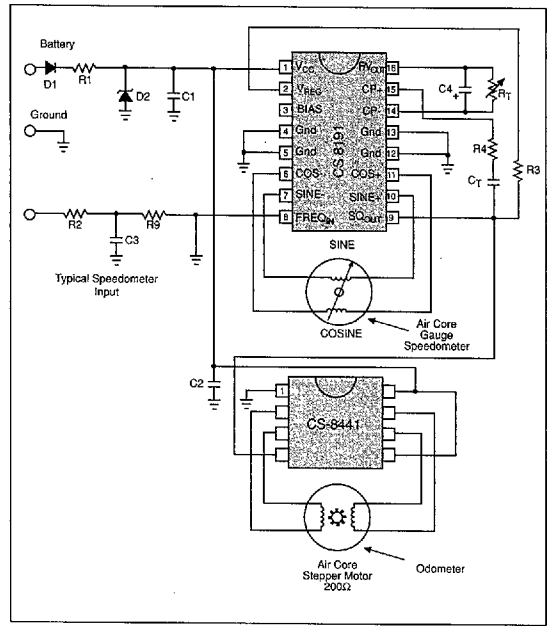 Battery
D1
R1
D2
C1
Ground
R2
R9
C3
Typical Speedometer
Input
1 VCC
2 VREG
3 BIAS
4 Gnd
5 Gnd
6 COS-
7 SINE-
8 FREQIN
CS-8191
RVOUT 16
CP+ 15
CP- 14
Gnd 13
Gnd 12
COS+ 11
SINE+ 10
SQOUT 9
C4
+
RT
R4
CT
R3
SINE
COSINE
Air Core
Gauge
Speedometer
C2
1
CS-8441
Air Core
Stepper Motor
200Ω
Odometer